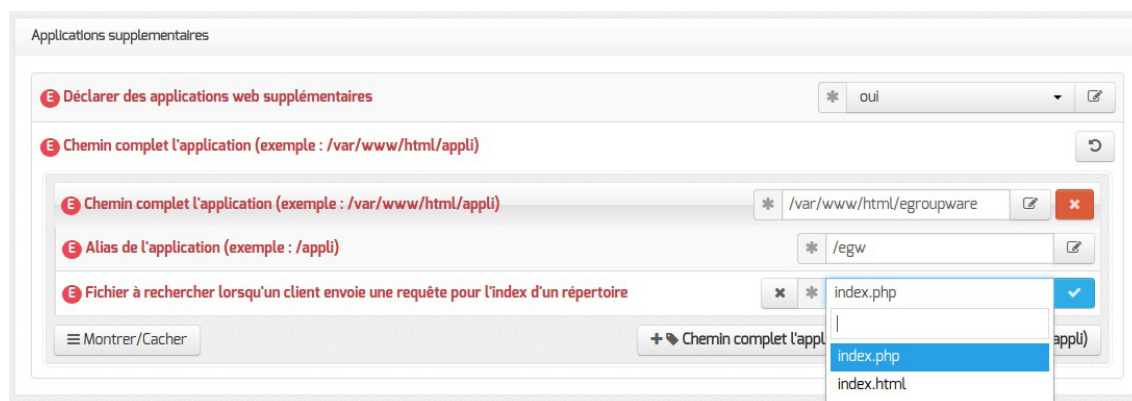 Applications supplementaires
E Déclarer des applications web supplémentaires oui
E Chemin complet l'application (exemple : /var/www/html/appli)
E Chemin complet l'application (exemple : /var/www/html/appli) /var/www/html/egroupware
E Alias de l'application (exemple : /appli) /egw
E Fichier à rechercher lorsqu'un client envoie une requête pour l'index d'un répertoire index.php
Montrer/Cacher Chemin complet l'appl appli)
index.php
index.html